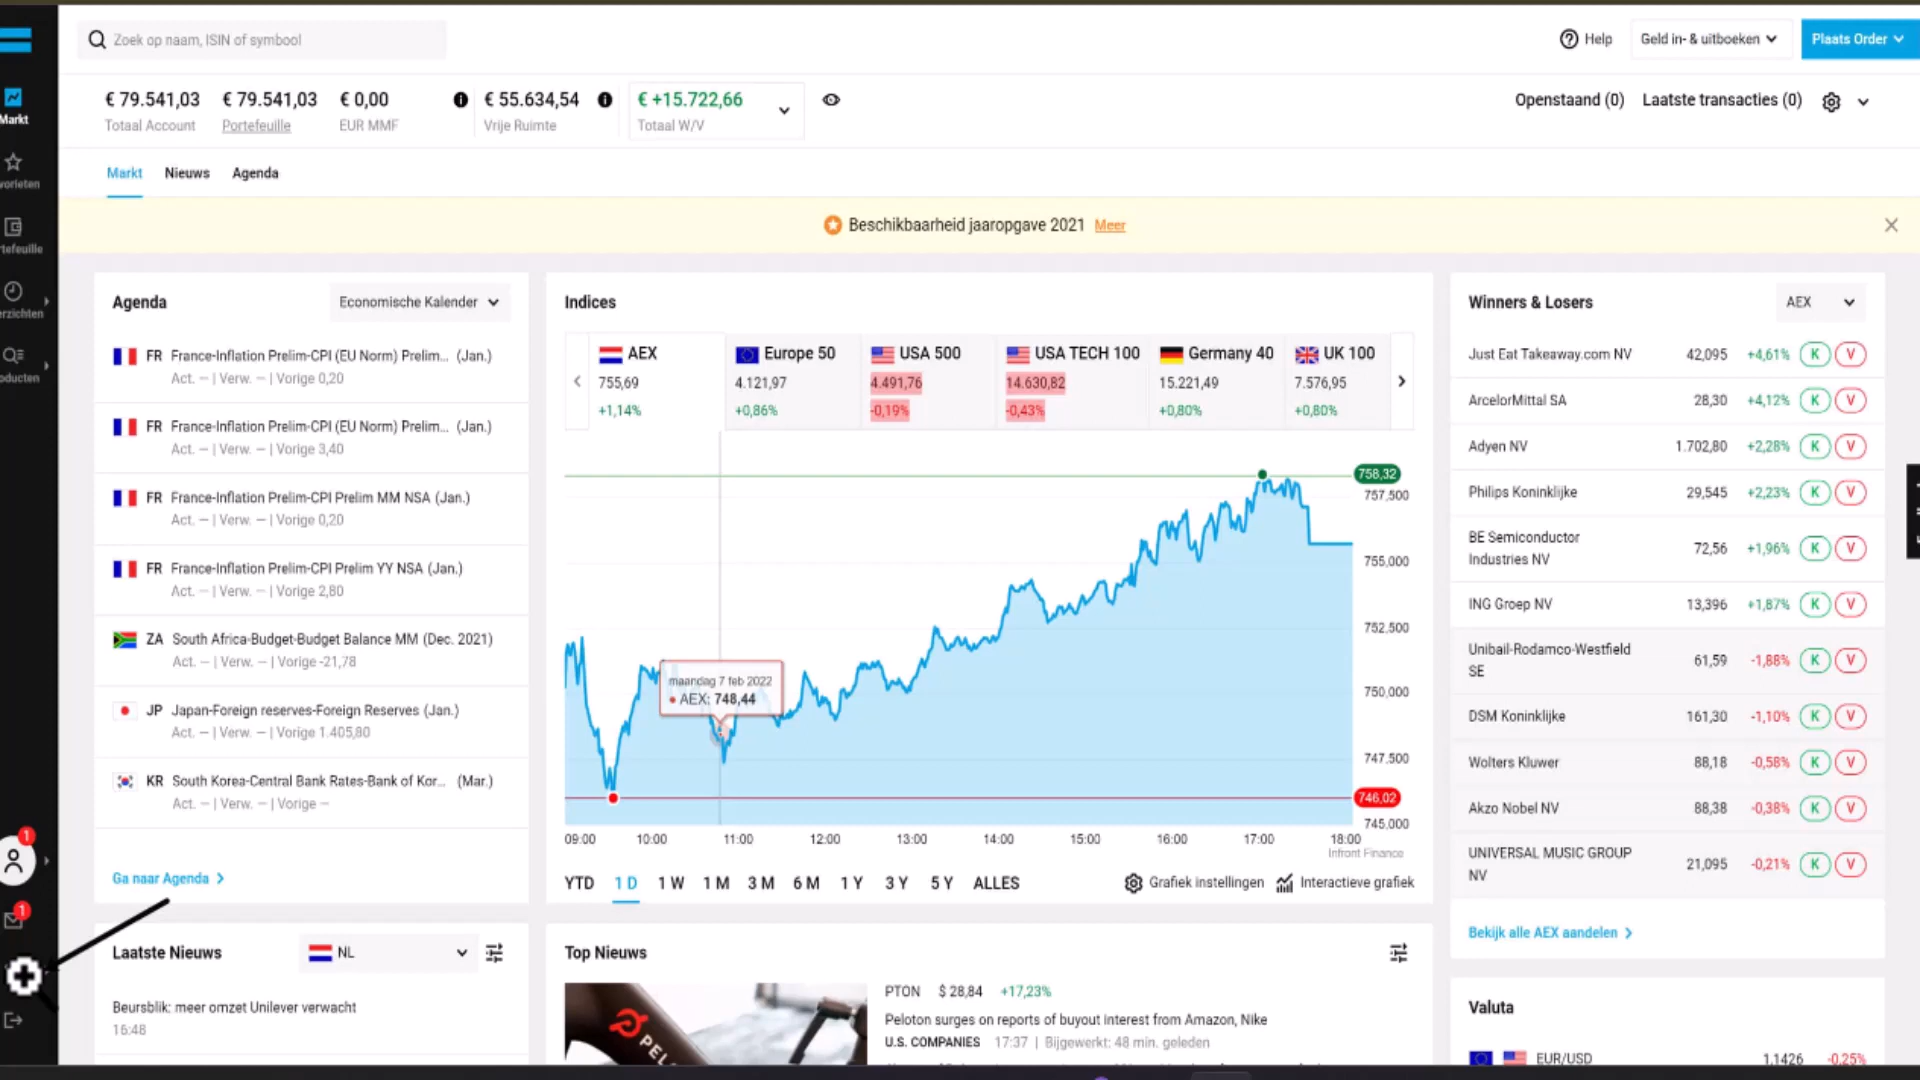 Zoek op naam, ISIN of symbool
Help
Geld in- & uitboeken
Plaats Order
€ 79.541,03
Totaal Account
€ 79.541,03
Portefeuille
€ 0,00
EUR MMF
€ 55.634,54
Vrije Ruimte
€ +15.722,66
Totaal W/V
Openstaand (0)
Laatste transacties (0)
Markt
vorieten
tefeuille
erzichten
oducten
1
1
Markt
Nieuws
Agenda
Beschikbaarheid jaaropgave 2021 Meer
Agenda
Economische Kalender
FR France-Inflation Prelim-CPI (EU Norm) Prelim... (Jan.)
Act. — | Verw. — | Vorige 0,20
FR France-Inflation Prelim-CPI (EU Norm) Prelim... (Jan.)
Act. — | Verw. — | Vorige 3,40
FR France-Inflation Prelim-CPI Prelim MM NSA (Jan.)
Act. — | Verw. — | Vorige 0,20
FR France-Inflation Prelim-CPI Prelim YY NSA (Jan.)
Act. — | Verw. — | Vorige 2,80
ZA South Africa-Budget-Budget Balance MM (Dec. 2021)
Act. — | Verw. — | Vorige -21,78
JP Japan-Foreign reserves-Foreign Reserves (Jan.)
Act. — | Verw. — | Vorige 1.405,80
KR South Korea-Central Bank Rates-Bank of Kor... (Mar.)
Act. — | Verw. — | Vorige —
Ga naar Agenda
Indices
AEX
755,69
+1,14%
Europe 50
4.121,97
+0,86%
USA 500
4.491,76
-0,19%
USA TECH 100
14.630,82
-0,43%
Germany 40
15.221,49
+0,80%
UK 100
7.576,95
+0,80%
758,32
757,500
755,000
752,500
750,000
747,500
746,02
745,000
maandag 7 feb 2022
AEX: 748,44
09:00 10:00 11:00 12:00 13:00 14:00 15:00 16:00 17:00 18:00
Infront Finance
YTD 1 D 1 W 1 M 3 M 6 M 1 Y 3 Y 5 Y ALLES
Grafiek instellingen
Interactieve grafiek
Winners & Losers
AEX
Just Eat Takeaway.com NV 42,095 +4,61% K V
ArcelorMittal SA 28,30 +4,12% K V
Adyen NV 1.702,80 +2,28% K V
Philips Koninklijke 29,545 +2,23% K V
BE Semiconductor
Industries NV 72,56 +1,96% K V
ING Groep NV 13,396 +1,87% K V
Unibail-Rodamco-Westfield
SE 61,59 -1,88% K V
DSM Koninklijke 161,30 -1,10% K V
Wolters Kluwer 88,18 -0,58% K V
Akzo Nobel NV 88,38 -0,38% K V
UNIVERSAL MUSIC GROUP
NV 21,095 -0,21% K V
Bekijk alle AEX aandelen
Laatste Nieuws
NL
Beursblik: meer omzet Unilever verwacht
16:48
Top Nieuws
PEL
PTON $ 28,84 +17,23%
Peloton surges on reports of buyout interest from Amazon, Nike
U.S. COMPANIES 17:37 | Bijgewerkt: 48 min. geleden
Valuta
EUR/USD 1,1426 -0,25%